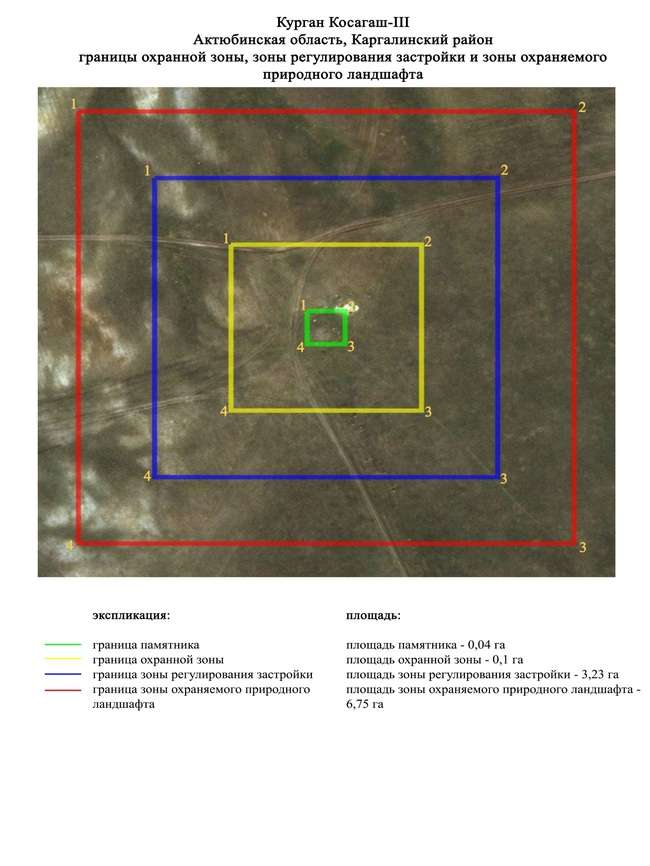 Курган Косагаш-III
Актюбинская область, Каргалинский район
границы охранной зоны, зоны регулирования застройки и зоны охраняемого
природного ландшафта
1 2
1 2
1 2
1 2
4 3
4 3
4 3
4 3
экспликация: площадь:
граница памятника площадь памятника - 0,04 га
граница охранной зоны площадь охранной зоны - 0,1 га
граница зоны регулирования застройки площадь зоны регулирования застройки - 3,23 га
граница зоны охраняемого природного площадь зоны охраняемого природного ландшафта -
ландшафта 6,75 га